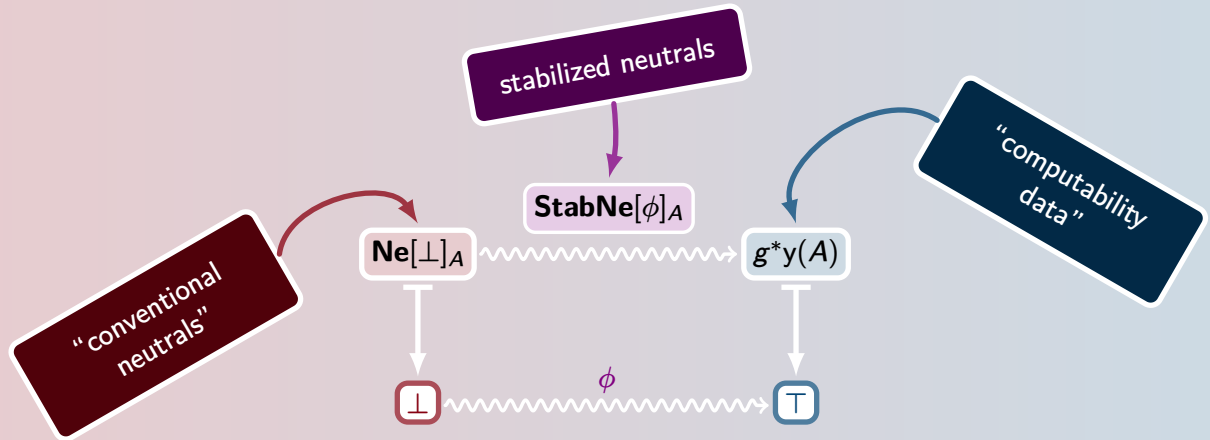 stabilized neutrals
“computability
data”
StabNe[ϕ]_A
Ne[⊥]_A
g*y(A)
“conventional
neutrals”
ϕ
⊥
⊤